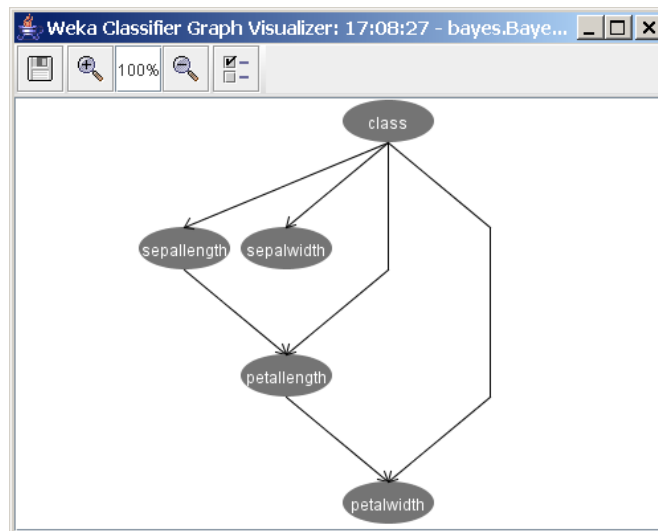 Weka Classifier Graph Visualizer: 17:08:27 - bayes.Baye...
100%
class
sepallength sepalwidth
petallength
petalwidth